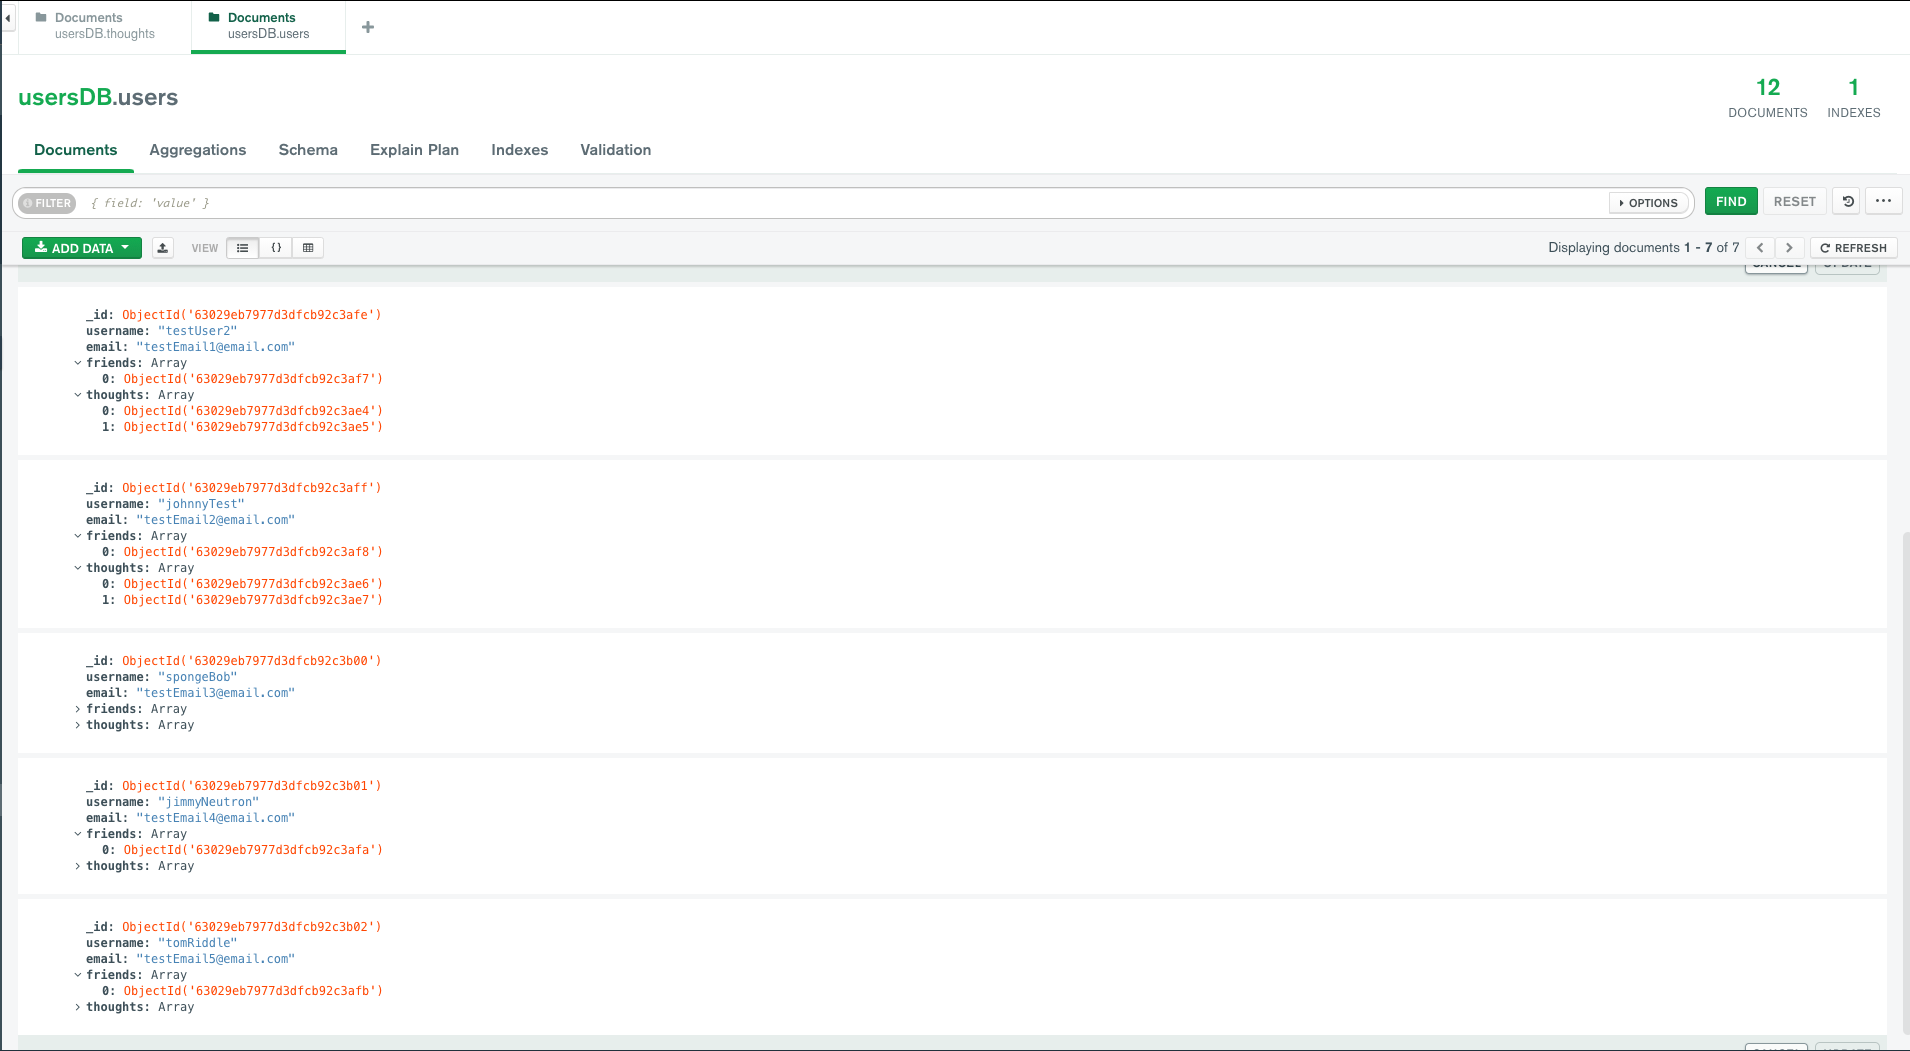 Documents
usersDB.thoughts
Documents
usersDB.users
usersDB.users
12
DOCUMENTS
1
INDEXES
Documents Aggregations Schema Explain Plan Indexes Validation
FILTER { field: 'value' } OPTIONS FIND RESET
ADD DATA VIEW { } Displaying documents 1 - 7 of 7 REFRESH
CANCEL UPDATE
_id: ObjectId('63029eb7977d3dfcb92c3afe')
username: "testUser2"
email: "testEmail1@email.com"
friends: Array
0: ObjectId('63029eb7977d3dfcb92c3af7')
thoughts: Array
0: ObjectId('63029eb7977d3dfcb92c3ae4')
1: ObjectId('63029eb7977d3dfcb92c3ae5')
_id: ObjectId('63029eb7977d3dfcb92c3aff')
username: "johnnyTest"
email: "testEmail2@email.com"
friends: Array
0: ObjectId('63029eb7977d3dfcb92c3af8')
thoughts: Array
0: ObjectId('63029eb7977d3dfcb92c3ae6')
1: ObjectId('63029eb7977d3dfcb92c3ae7')
_id: ObjectId('63029eb7977d3dfcb92c3b00')
username: "spongeBob"
email: "testEmail3@email.com"
friends: Array
thoughts: Array
_id: ObjectId('63029eb7977d3dfcb92c3b01')
username: "jimmyNeutron"
email: "testEmail4@email.com"
friends: Array
0: ObjectId('63029eb7977d3dfcb92c3afa')
thoughts: Array
_id: ObjectId('63029eb7977d3dfcb92c3b02')
username: "tomRiddle"
email: "testEmail5@email.com"
friends: Array
0: ObjectId('63029eb7977d3dfcb92c3afb')
thoughts: Array
CANCEL UPDATE